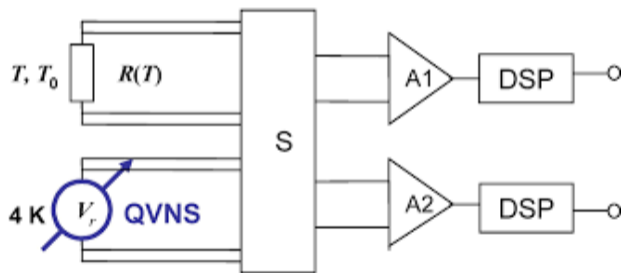 T, T₀ R(T)
S
A1
DSP
4 K Vᵣ QVNS
A2
DSP